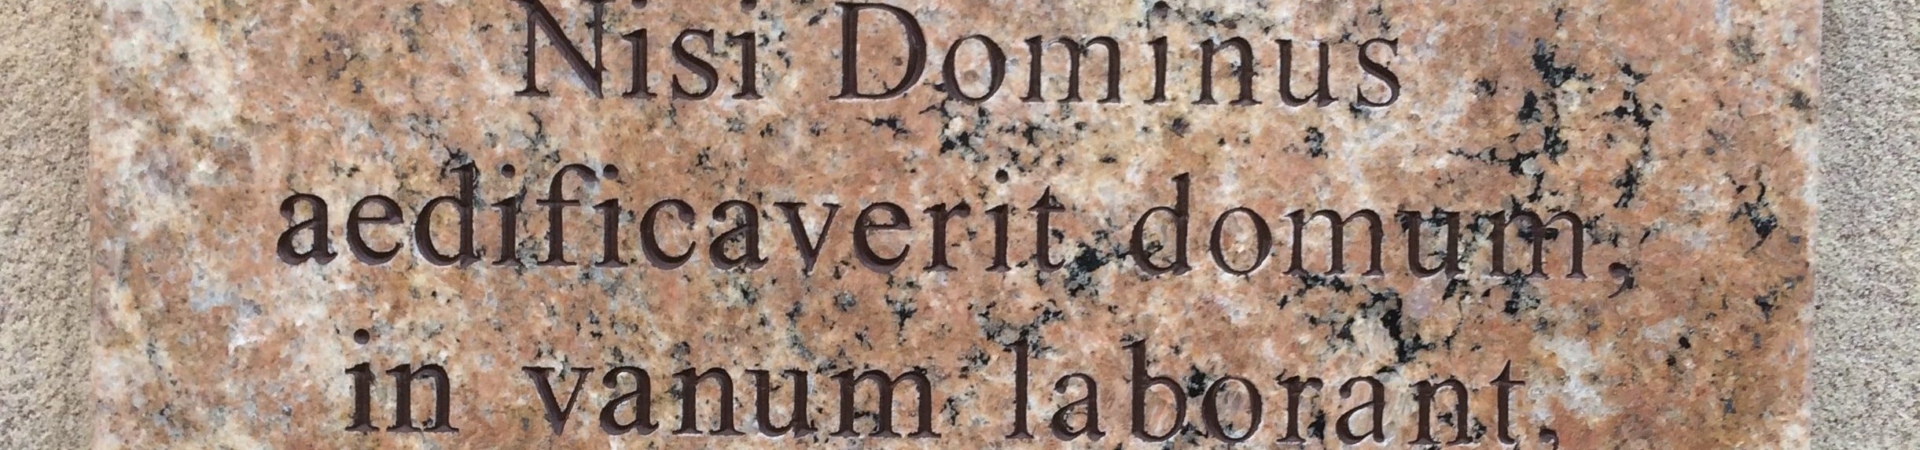 Nisi Dominus
aedificaverit domum,
in vanum laborant,